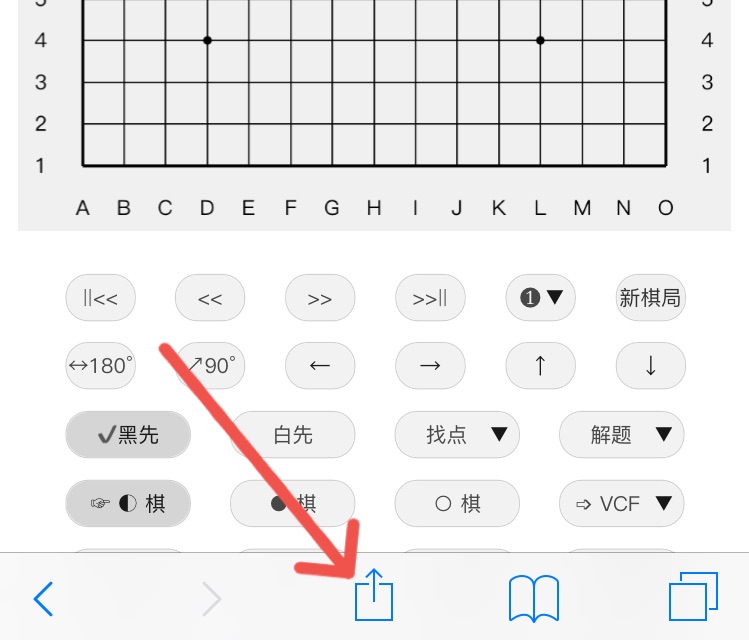 5 5
4 4
3 3
2 2
1 1
A B C D E F G H I J K L M N O
||<< << >> >>|| ❶▼ 新棋局
↔180° ↗90° ← → ↑ ↓
✔黑先 白先 找点 ▼ 解题 ▼
☞ ◐ 棋 ● 棋 ○ 棋 ⇨ VCF ▼